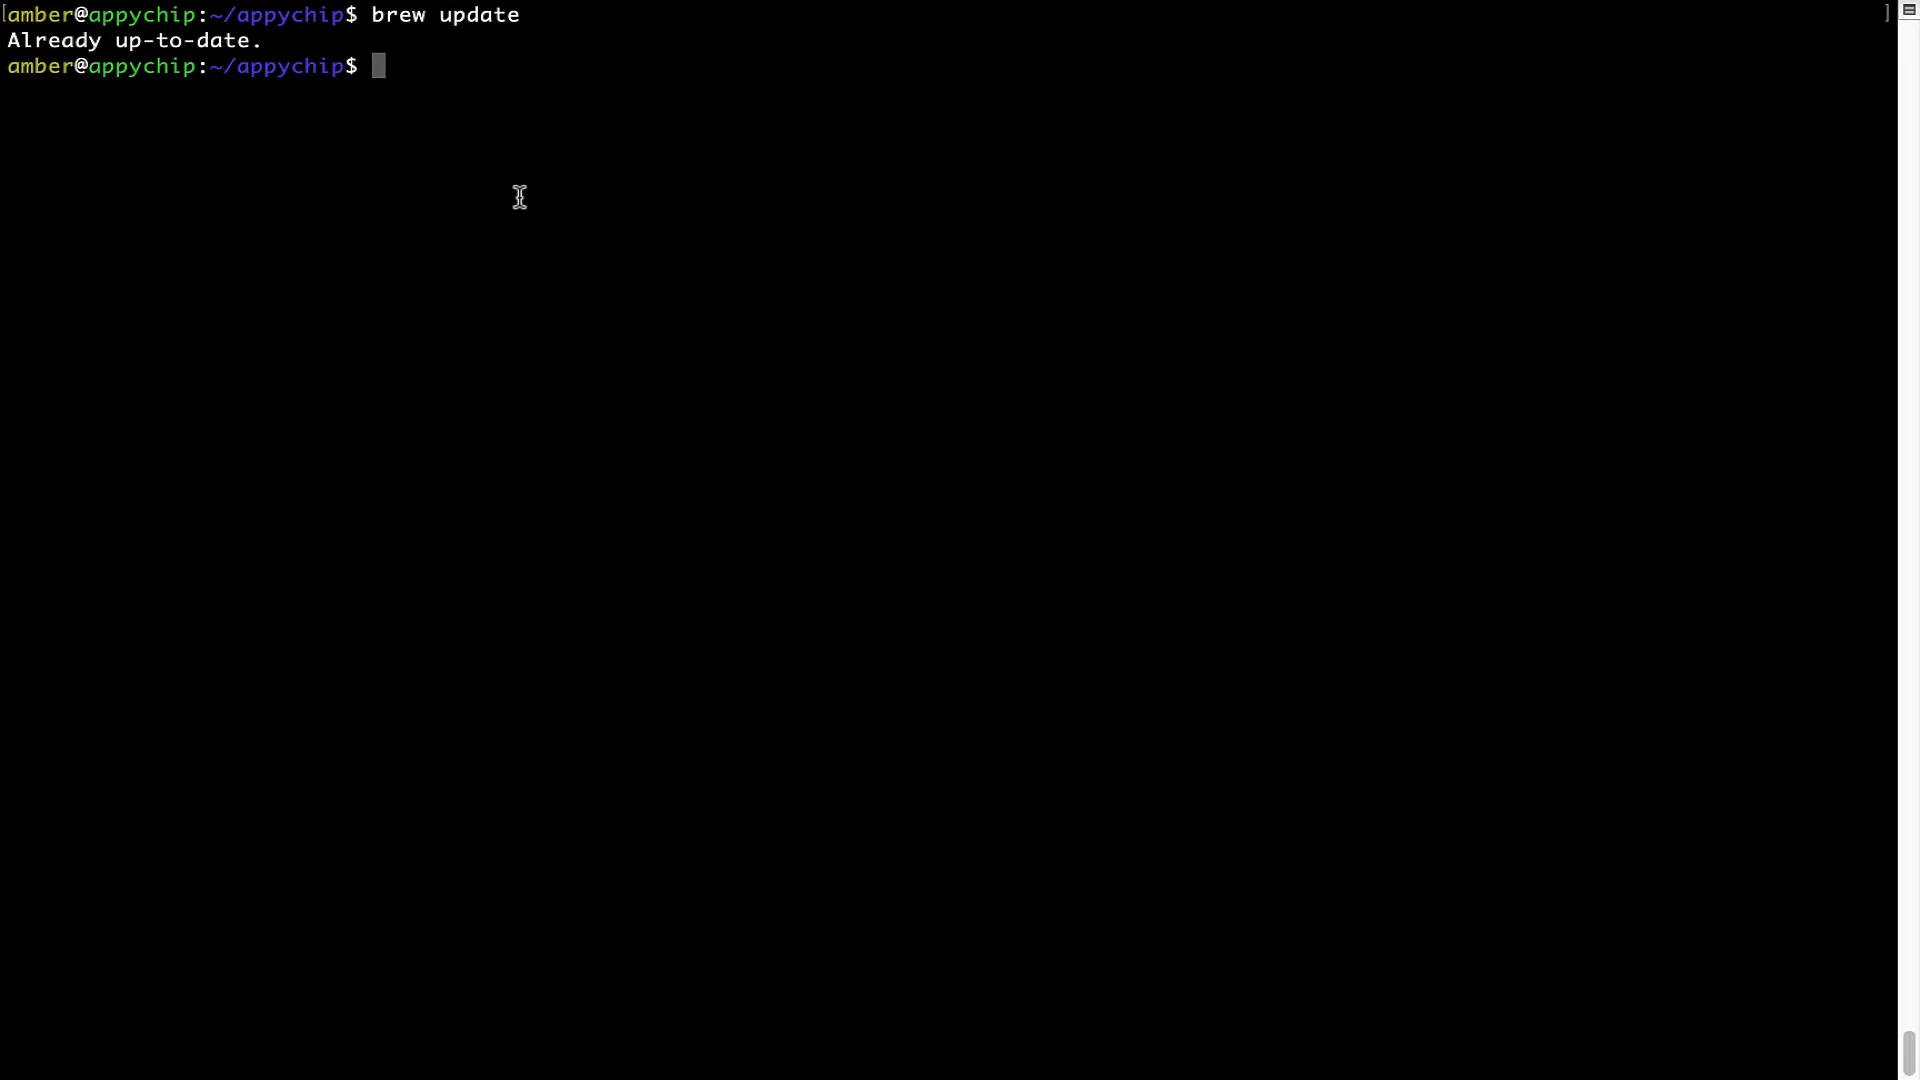 [amber@appychip:~/appychip$ brew update ]
Already up-to-date.
amber@appychip:~/appychip$